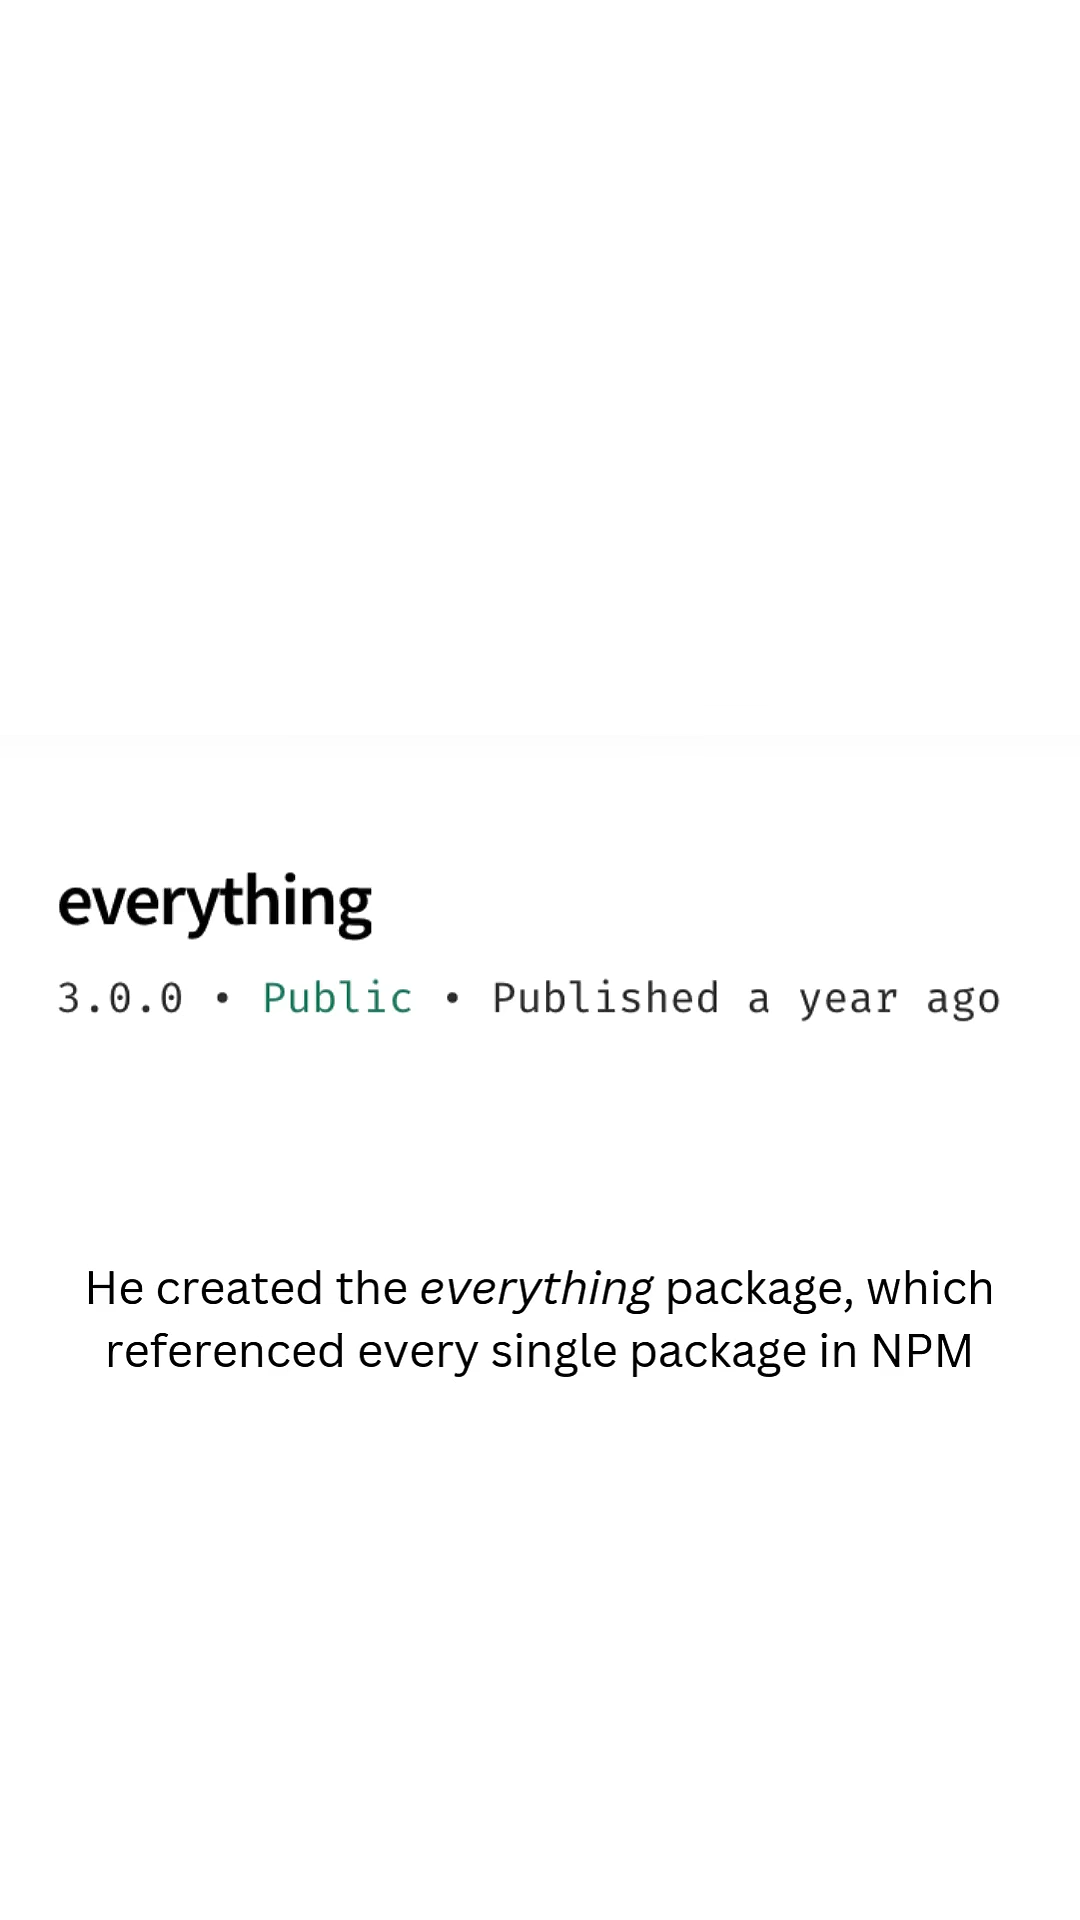 everything
3.0.0 • Public • Published a year ago
He created the everything package, which
referenced every single package in NPM